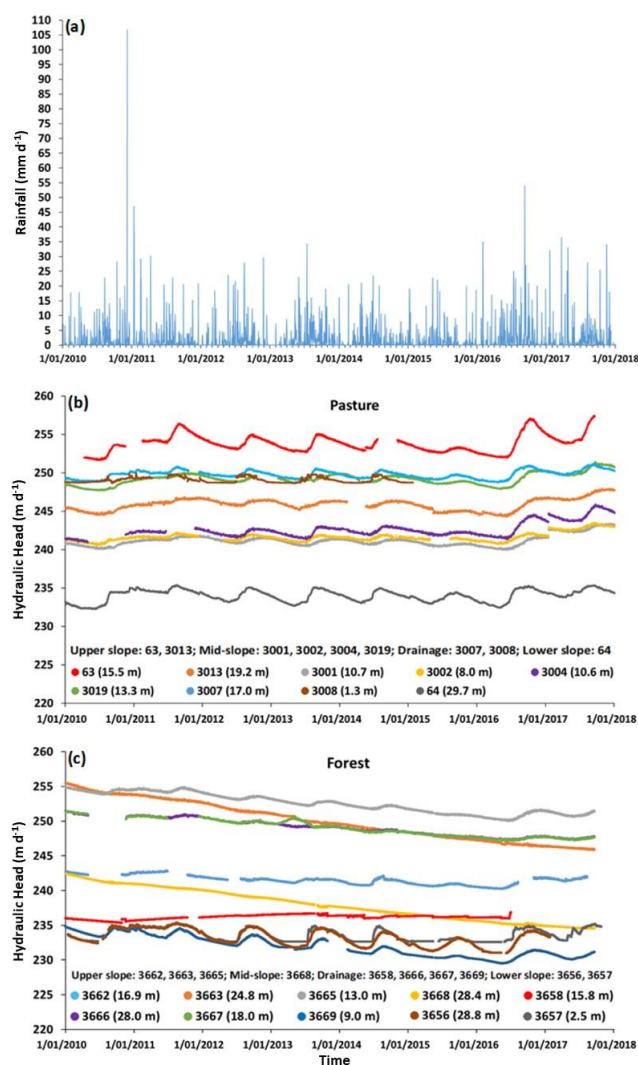 (a)
Rainfall (mm d-1)
110
105
100
95
90
85
80
75
70
65
60
55
50
45
40
35
30
25
20
15
10
5
0
1/01/2010 1/01/2011 1/01/2012 1/01/2013 1/01/2014 1/01/2015 1/01/2016 1/01/2017 1/01/2018
(b)
Pasture
Hydraulic Head (m d-1)
260
255
250
245
240
235
230
225
220
Upper slope: 63, 3013; Mid-slope: 3001, 3002, 3004, 3019; Drainage: 3007, 3008; Lower slope: 64
63 (15.5 m) 3013 (19.2 m) 3001 (10.7 m) 3002 (8.0 m) 3004 (10.6 m)
3019 (13.3 m) 3007 (17.0 m) 3008 (1.3 m) 64 (29.7 m)
1/01/2010 1/01/2011 1/01/2012 1/01/2013 1/01/2014 1/01/2015 1/01/2016 1/01/2017 1/01/2018
(c)
Forest
Hydraulic Head (m d-1)
260
255
250
245
240
235
230
225
220
Upper slope: 3662, 3663, 3665; Mid-slope: 3668; Drainage: 3658, 3666, 3667, 3669; Lower slope: 3656, 3657
3662 (16.9 m) 3663 (24.8 m) 3665 (13.0 m) 3668 (28.4 m) 3658 (15.8 m)
3666 (28.0 m) 3667 (18.0 m) 3669 (9.0 m) 3656 (28.8 m) 3657 (2.5 m)
1/01/2010 1/01/2011 1/01/2012 1/01/2013 1/01/2014 1/01/2015 1/01/2016 1/01/2017 1/01/2018
Time